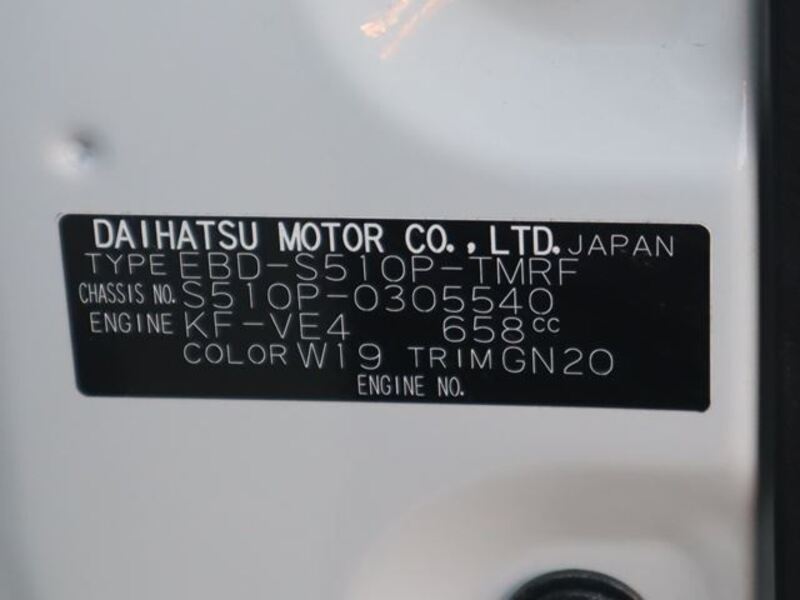 DAIHATSU MOTOR CO., LTD. JAPAN
TYPE EBD-S510P-TMRF
CHASSIS NO. S510P-0305540
ENGINE KF-VE4 658cc
COLOR W19 TRIM GN20
ENGINE NO.